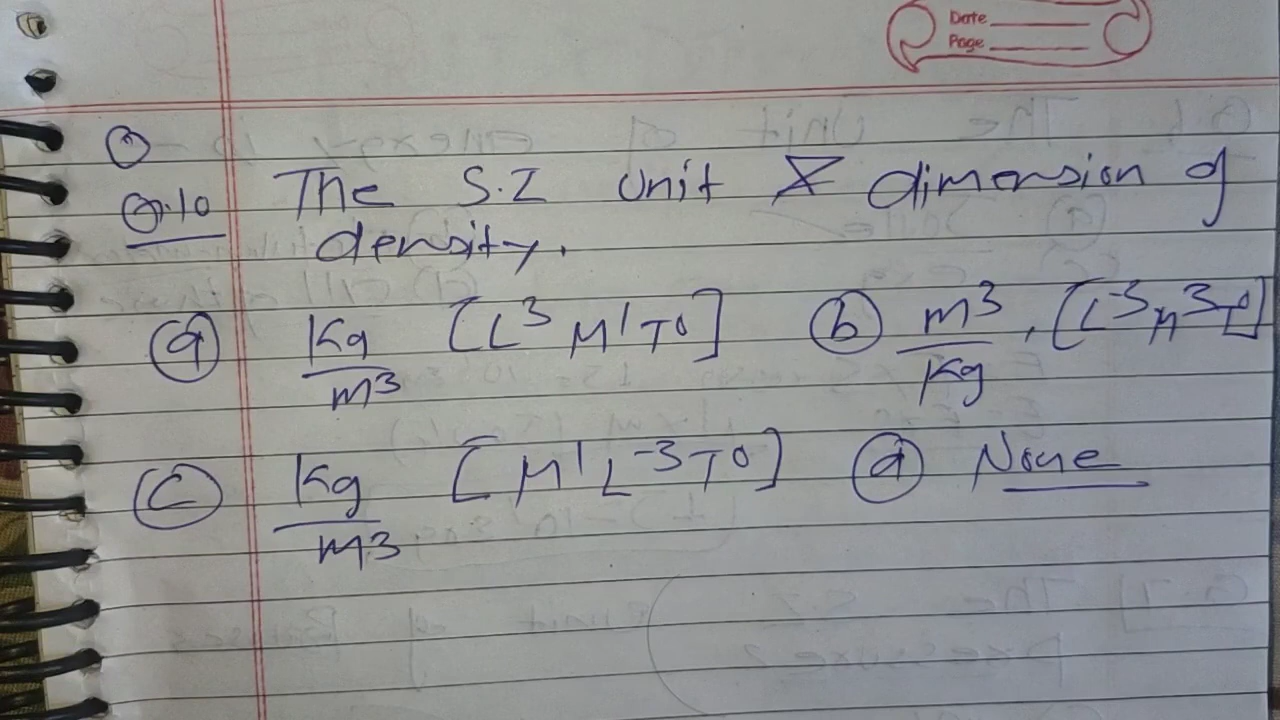 Date
Page
Q.10 The S.I Unit & dimension of
density.
(a) Kg/m3 [L3 M1 T0] (b) m3/Kg, [L-3 M3 T0]
(c) Kg/m3 [M1 L-3 T0] (d) None